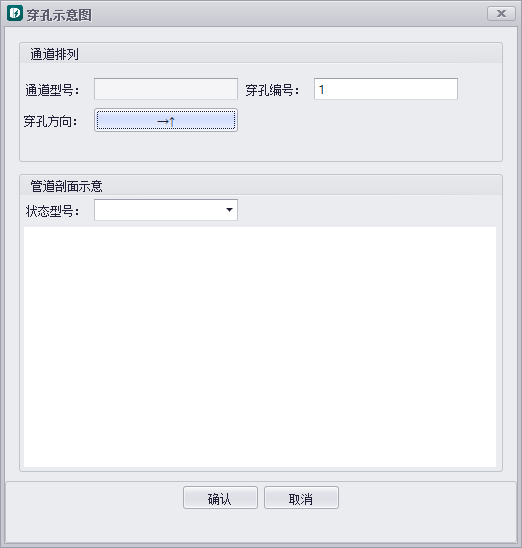 穿孔示意图
通道排列
通道型号： 穿孔编号： 1
穿孔方向： →↑
管道剖面示意
状态型号：
确认 取消